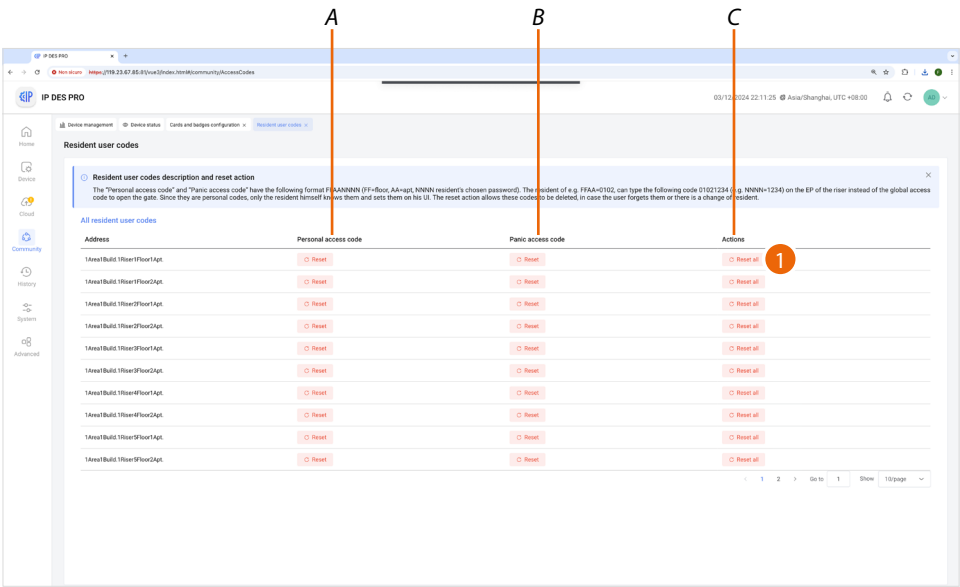 A B C
IP DES PRO
Non sicuro https://119.23.67.85:81/vue3/index.html#/community/AccessCodes
IP DES PRO
03/12/2024 22:11:25 Asia/Shanghai, UTC +08:00
AD
Device management Device status Cards and badges configuration × Resident user codes ×
Home
Device
Cloud
Community
History
System
Advanced
Resident user codes
Resident user codes description and reset action
The "Personal access code" and "Panic access code" have the following format FFAANNNN (FF=floor, AA=apt, NNNN resident's chosen password). The resident of e.g. FFAA=0102, can type the following code 01021234 (e.g. NNNN=1234) on the EP of the riser instead of the global access
code to open the gate. Since they are personal codes, only the resident himself knows them and sets them on his UI. The reset action allows these codes to be deleted, in case the user forgets them or there is a change of resident.
All resident user codes
Address Personal access code Panic access code Actions
1Area1Build.1Riser1Floor1Apt. Reset Reset Reset all 1
1Area1Build.1Riser1Floor2Apt. Reset Reset Reset all
1Area1Build.1Riser2Floor1Apt. Reset Reset Reset all
1Area1Build.1Riser2Floor2Apt. Reset Reset Reset all
1Area1Build.1Riser3Floor1Apt. Reset Reset Reset all
1Area1Build.1Riser3Floor2Apt. Reset Reset Reset all
1Area1Build.1Riser4Floor1Apt. Reset Reset Reset all
1Area1Build.1Riser4Floor2Apt. Reset Reset Reset all
1Area1Build.1Riser5Floor1Apt. Reset Reset Reset all
1Area1Build.1Riser5Floor2Apt. Reset Reset Reset all
1 2 Go to 1 Show 10/page